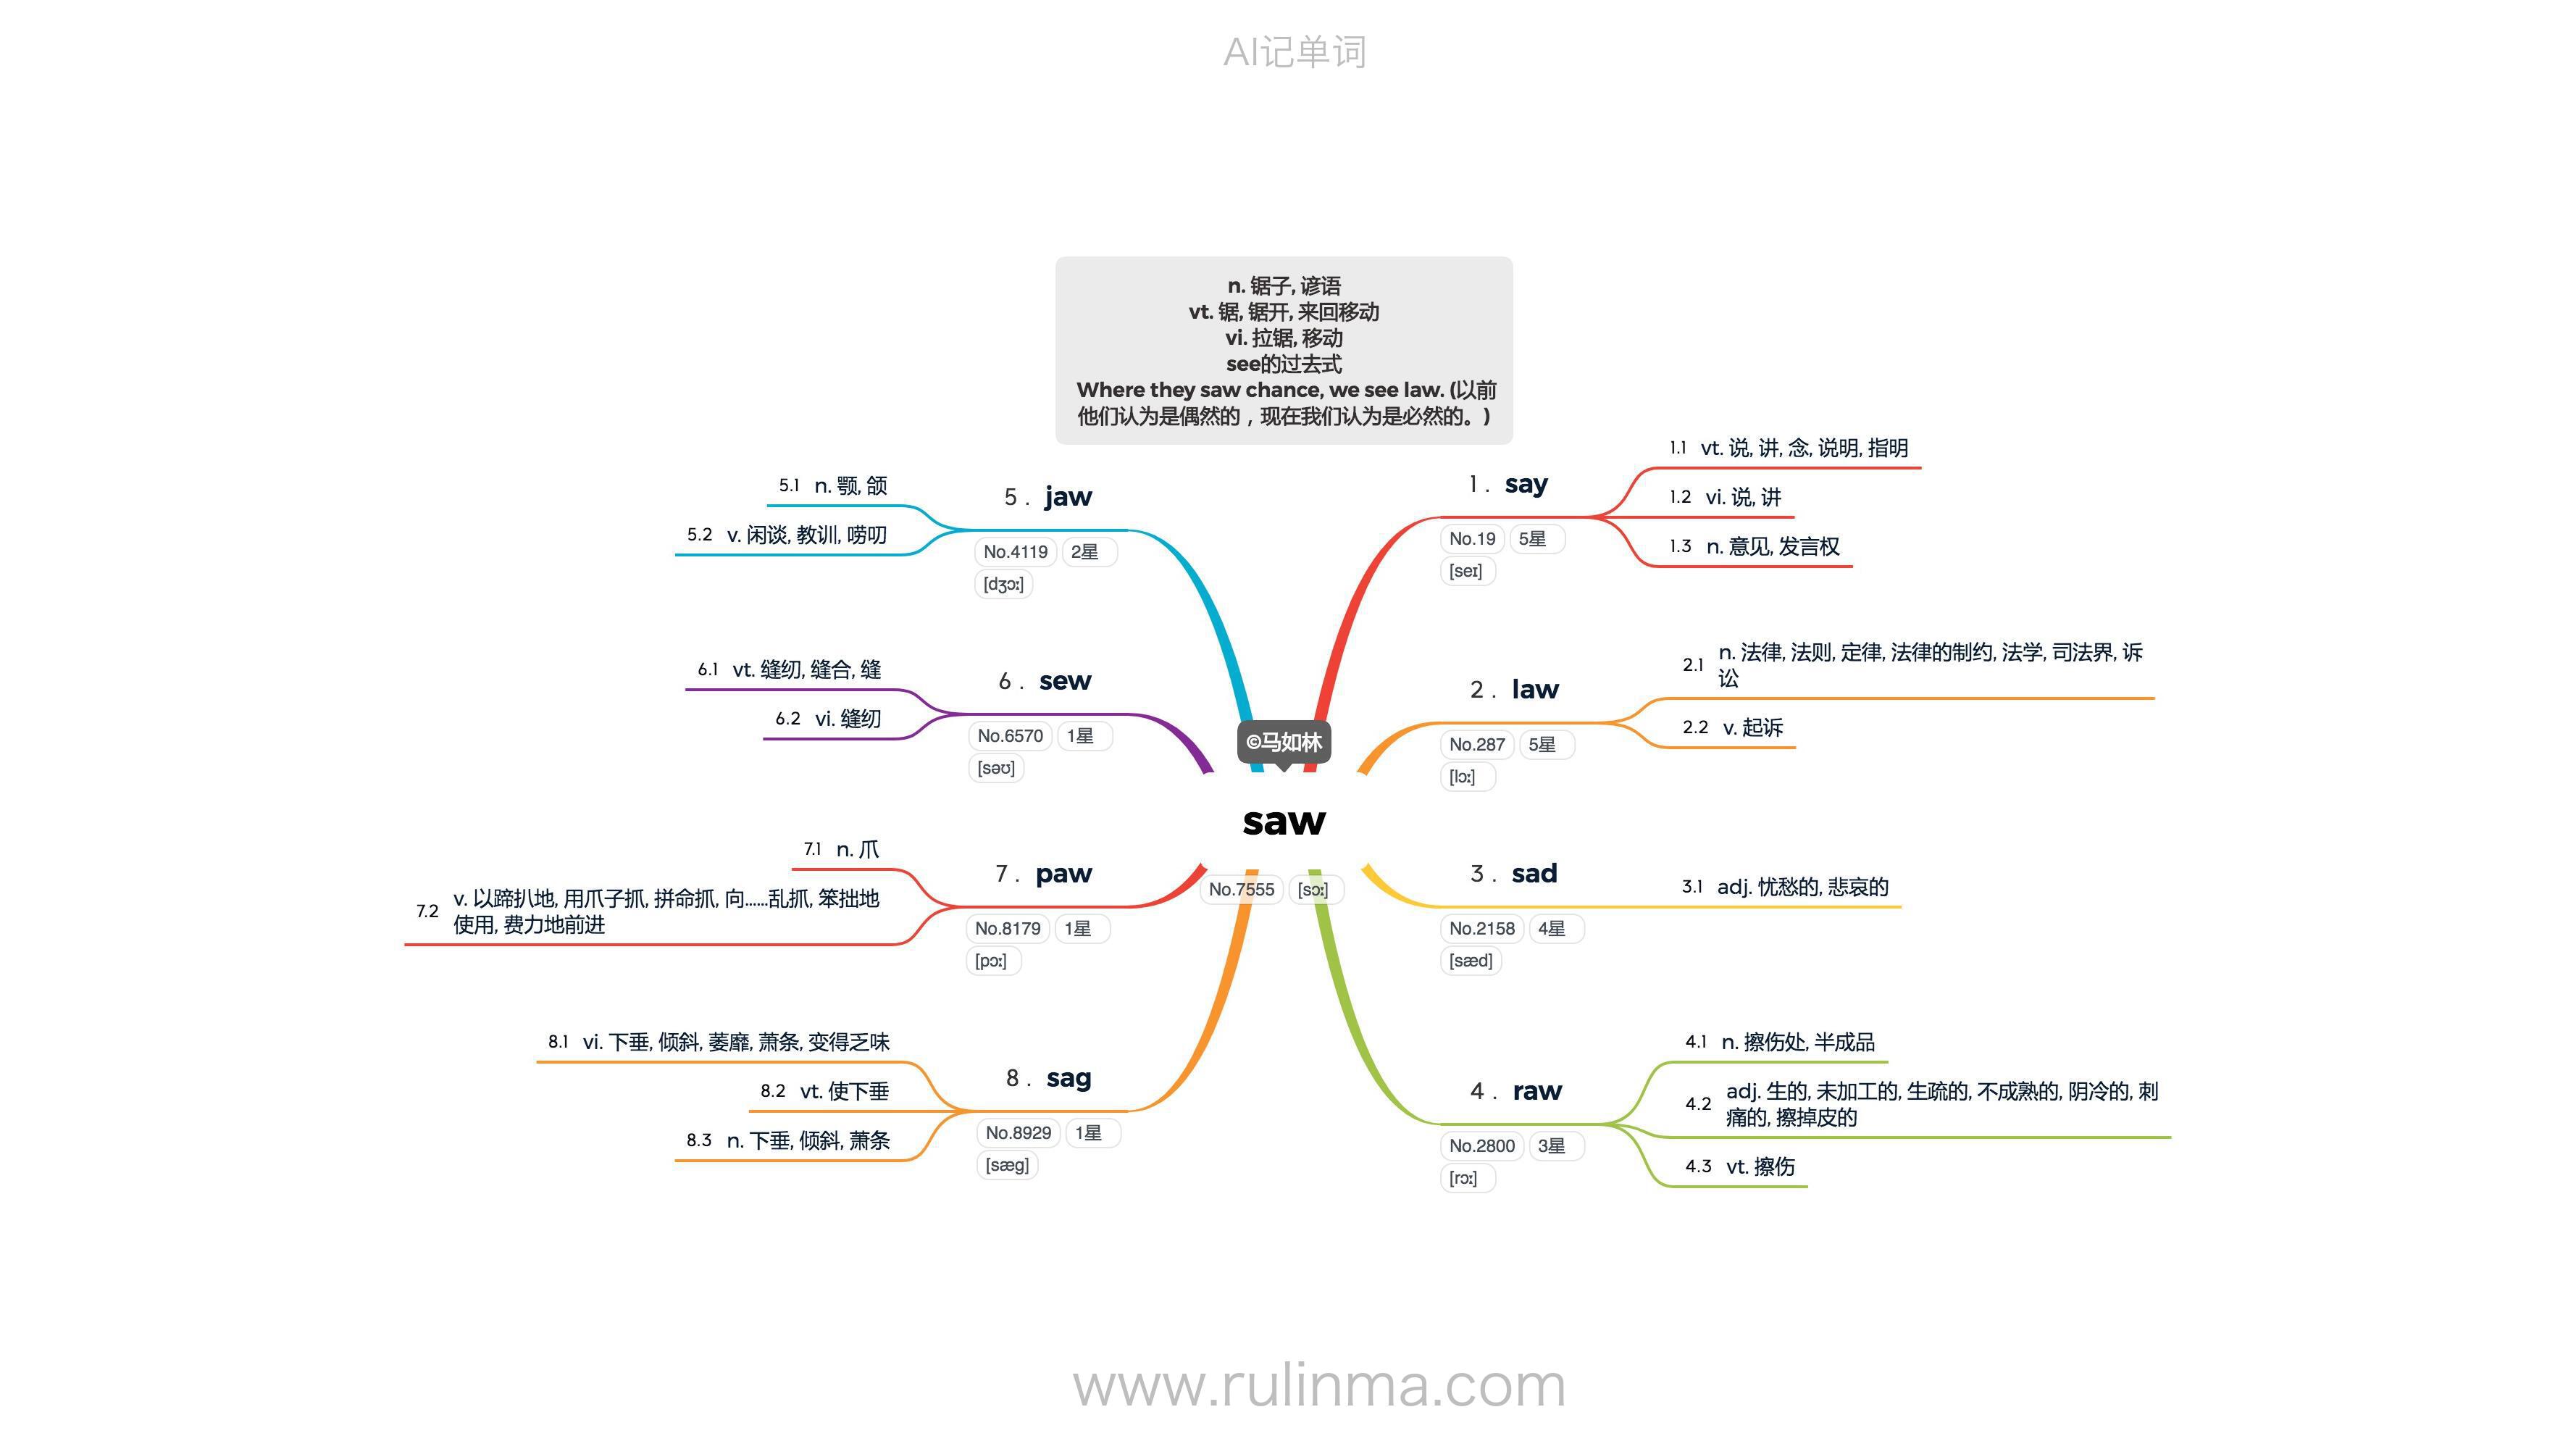 AI记单词
n. 锯子, 谚语
vt. 锯, 锯开, 来回移动
vi. 拉锯, 移动
see的过去式
Where they saw chance, we see law. (以前
他们认为是偶然的，现在我们认为是必然的。)
©马如林
saw
No.7555 [sɔː]
1. say
No.19 5星
[seɪ]
1.1 vt. 说, 讲, 念, 说明, 指明
1.2 vi. 说, 讲
1.3 n. 意见, 发言权
2. law
No.287 5星
[lɔː]
2.1 n. 法律, 法则, 定律, 法律的制约, 法学, 司法界, 诉
讼
2.2 v. 起诉
3. sad
No.2158 4星
[sæd]
3.1 adj. 忧愁的, 悲哀的
4. raw
No.2800 3星
[rɔː]
4.1 n. 擦伤处, 半成品
4.2 adj. 生的, 未加工的, 生疏的, 不成熟的, 阴冷的, 刺
痛的, 擦掉皮的
4.3 vt. 擦伤
5. jaw
No.4119 2星
[dʒɔː]
5.1 n. 颚, 颌
5.2 v. 闲谈, 教训, 唠叨
6. sew
No.6570 1星
[səʊ]
6.1 vt. 缝纫, 缝合, 缝
6.2 vi. 缝纫
7. paw
No.8179 1星
[pɔː]
7.1 n. 爪
7.2 v. 以蹄扒地, 用爪子抓, 拼命抓, 向……乱抓, 笨拙地
使用, 费力地前进
8. sag
No.8929 1星
[sæg]
8.1 vi. 下垂, 倾斜, 萎靡, 萧条, 变得乏味
8.2 vt. 使下垂
8.3 n. 下垂, 倾斜, 萧条
www.rulinma.com